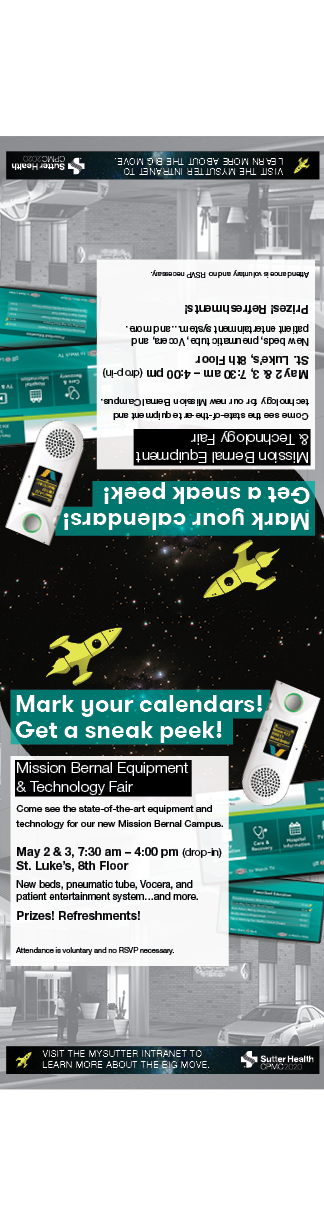 Mark your calendars!
Get a sneak peek!
Mission Bernal Equipment
& Technology Fair
Come see the state-of-the-art equipment and
technology for our new Mission Bernal Campus.
May 2 & 3, 7:30 am – 4:00 pm (drop-in)
St. Luke's, 8th Floor
New beds, pneumatic tube, Vocera, and
patient entertainment system...and more.
Prizes! Refreshments!
Attendance is voluntary and no RSVP necessary.
VISIT THE MYSUTTER INTRANET TO
LEARN MORE ABOUT THE BIG MOVE.
Sutter Health
CPMC2020
Mark your calendars!
Get a sneak peek!
Mission Bernal Equipment
& Technology Fair
Come see the state-of-the-art equipment and
technology for our new Mission Bernal Campus.
May 2 & 3, 7:30 am – 4:00 pm (drop-in)
St. Luke's, 8th Floor
New beds, pneumatic tube, Vocera, and
patient entertainment system...and more.
Prizes! Refreshments!
Attendance is voluntary and no RSVP necessary.
Care &
Recovery
Hospital
Information
VISIT THE MYSUTTER INTRANET TO
LEARN MORE ABOUT THE BIG MOVE.
Sutter Health
CPMC2020